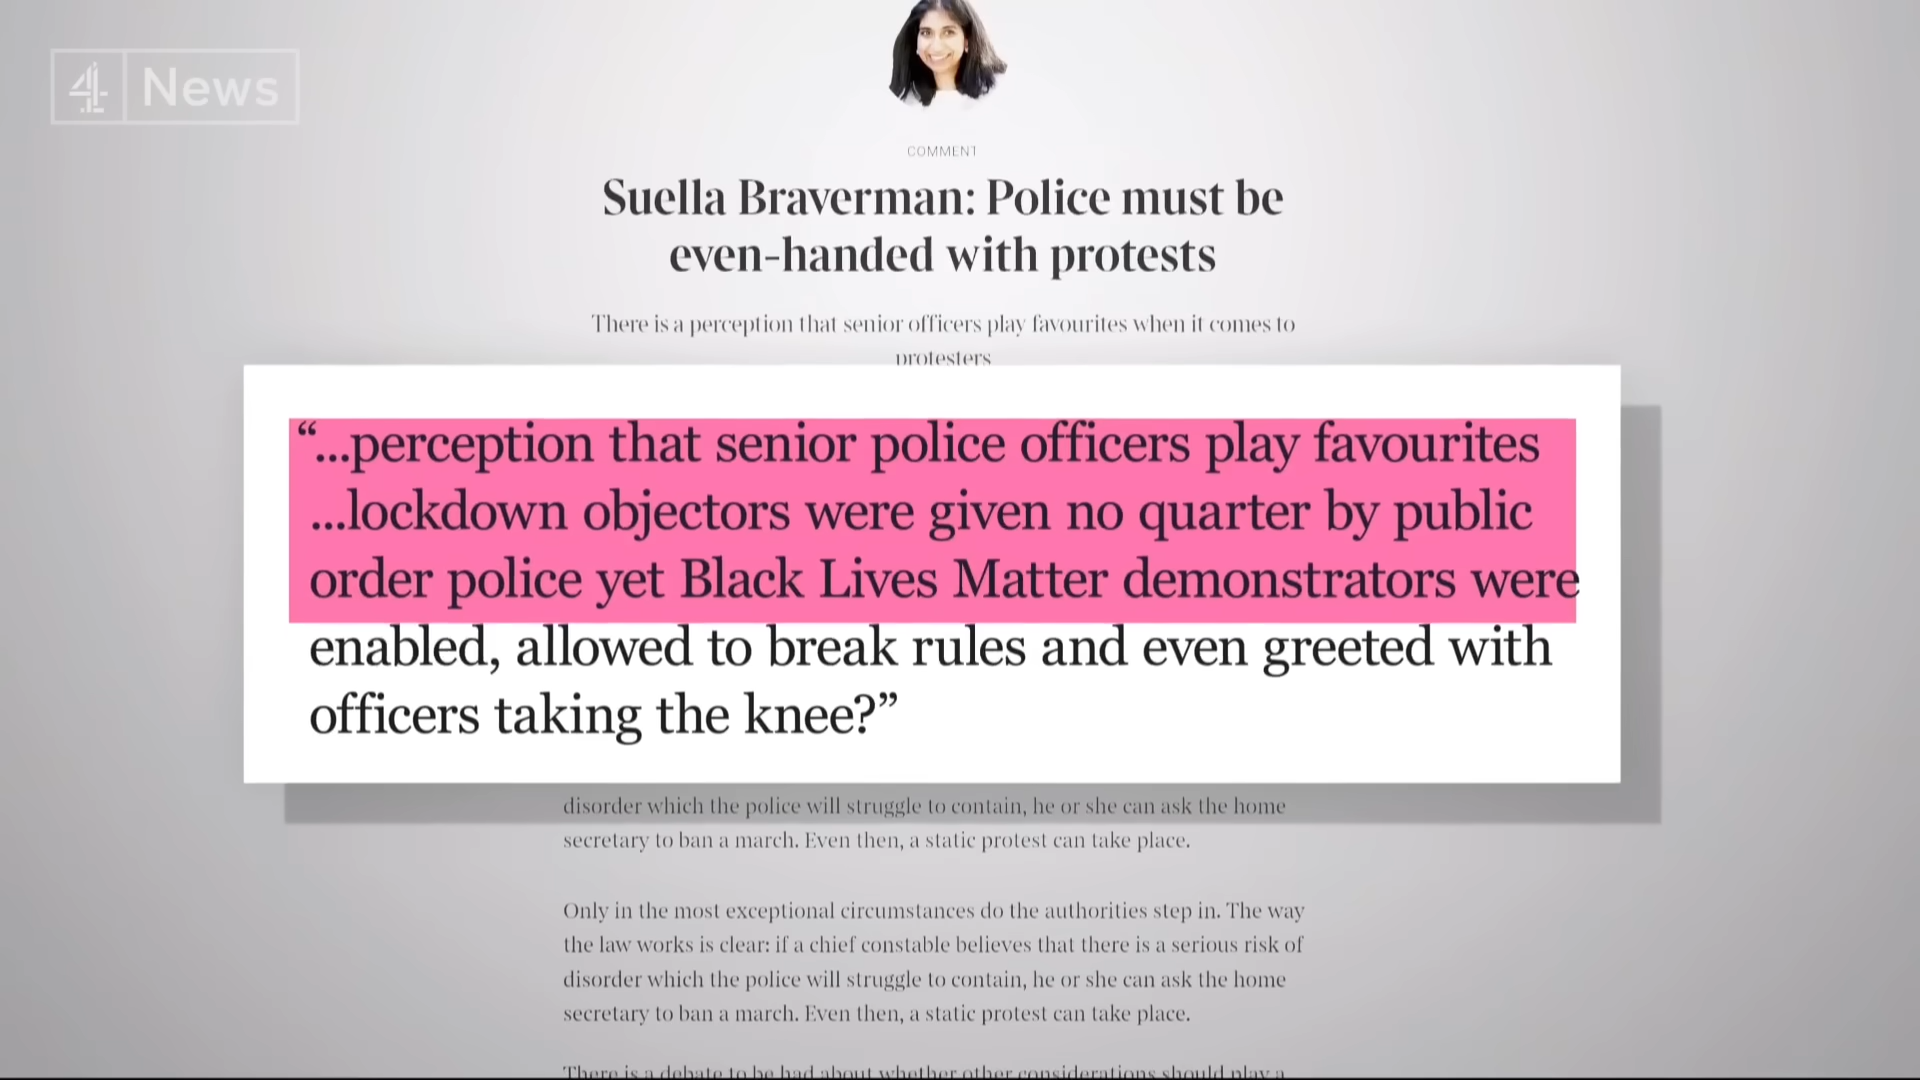 4 News
COMMENT
Suella Braverman: Police must be
even-handed with protests
There is a perception that senior officers play favourites when it comes to
protesters
“...perception that senior police officers play favourites
...lockdown objectors were given no quarter by public
order police yet Black Lives Matter demonstrators were
enabled, allowed to break rules and even greeted with
officers taking the knee?”
disorder which the police will struggle to contain, he or she can ask the home
secretary to ban a march. Even then, a static protest can take place.
Only in the most exceptional circumstances do the authorities step in. The way
the law works is clear: if a chief constable believes that there is a serious risk of
disorder which the police will struggle to contain, he or she can ask the home
secretary to ban a march. Even then, a static protest can take place.
There is a debate to be had about whether other considerations should play a